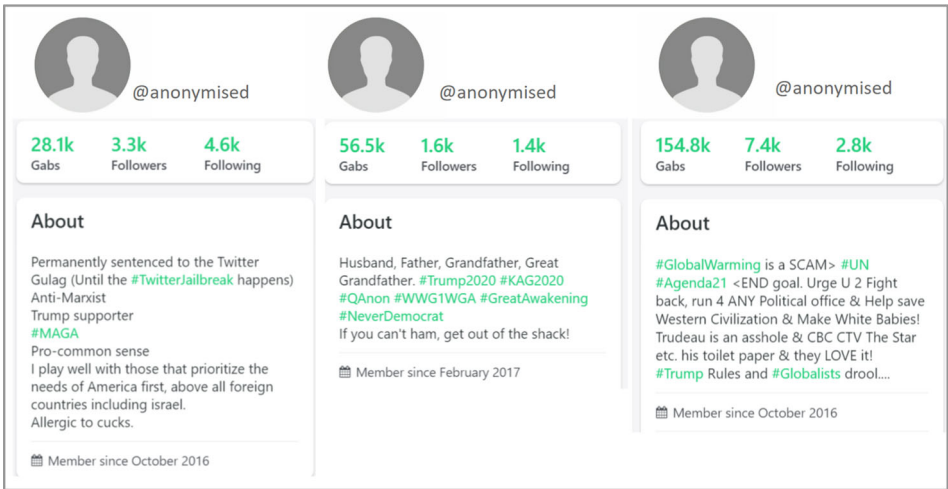 @anonymised
28.1k 3.3k 4.6k
Gabs Followers Following
About
Permanently sentenced to the Twitter
Gulag (Until the #TwitterJailbreak happens)
Anti-Marxist
Trump supporter
#MAGA
Pro-common sense
I play well with those that prioritize the
needs of America first, above all foreign
countries including israel.
Allergic to cucks.
Member since October 2016
@anonymised
56.5k 1.6k 1.4k
Gabs Followers Following
About
Husband, Father, Grandfather, Great
Grandfather. #Trump2020 #KAG2020
#QAnon #WWG1WGA #GreatAwakening
#NeverDemocrat
If you can't ham, get out of the shack!
Member since February 2017
@anonymised
154.8k 7.4k 2.8k
Gabs Followers Following
About
#GlobalWarming is a SCAM> #UN
#Agenda21 <END goal. Urge U 2 Fight
back, run 4 ANY Political office & Help save
Western Civilization & Make White Babies!
Trudeau is an asshole & CBC CTV The Star
etc. his toilet paper & they LOVE it!
#Trump Rules and #Globalists drool....
Member since October 2016